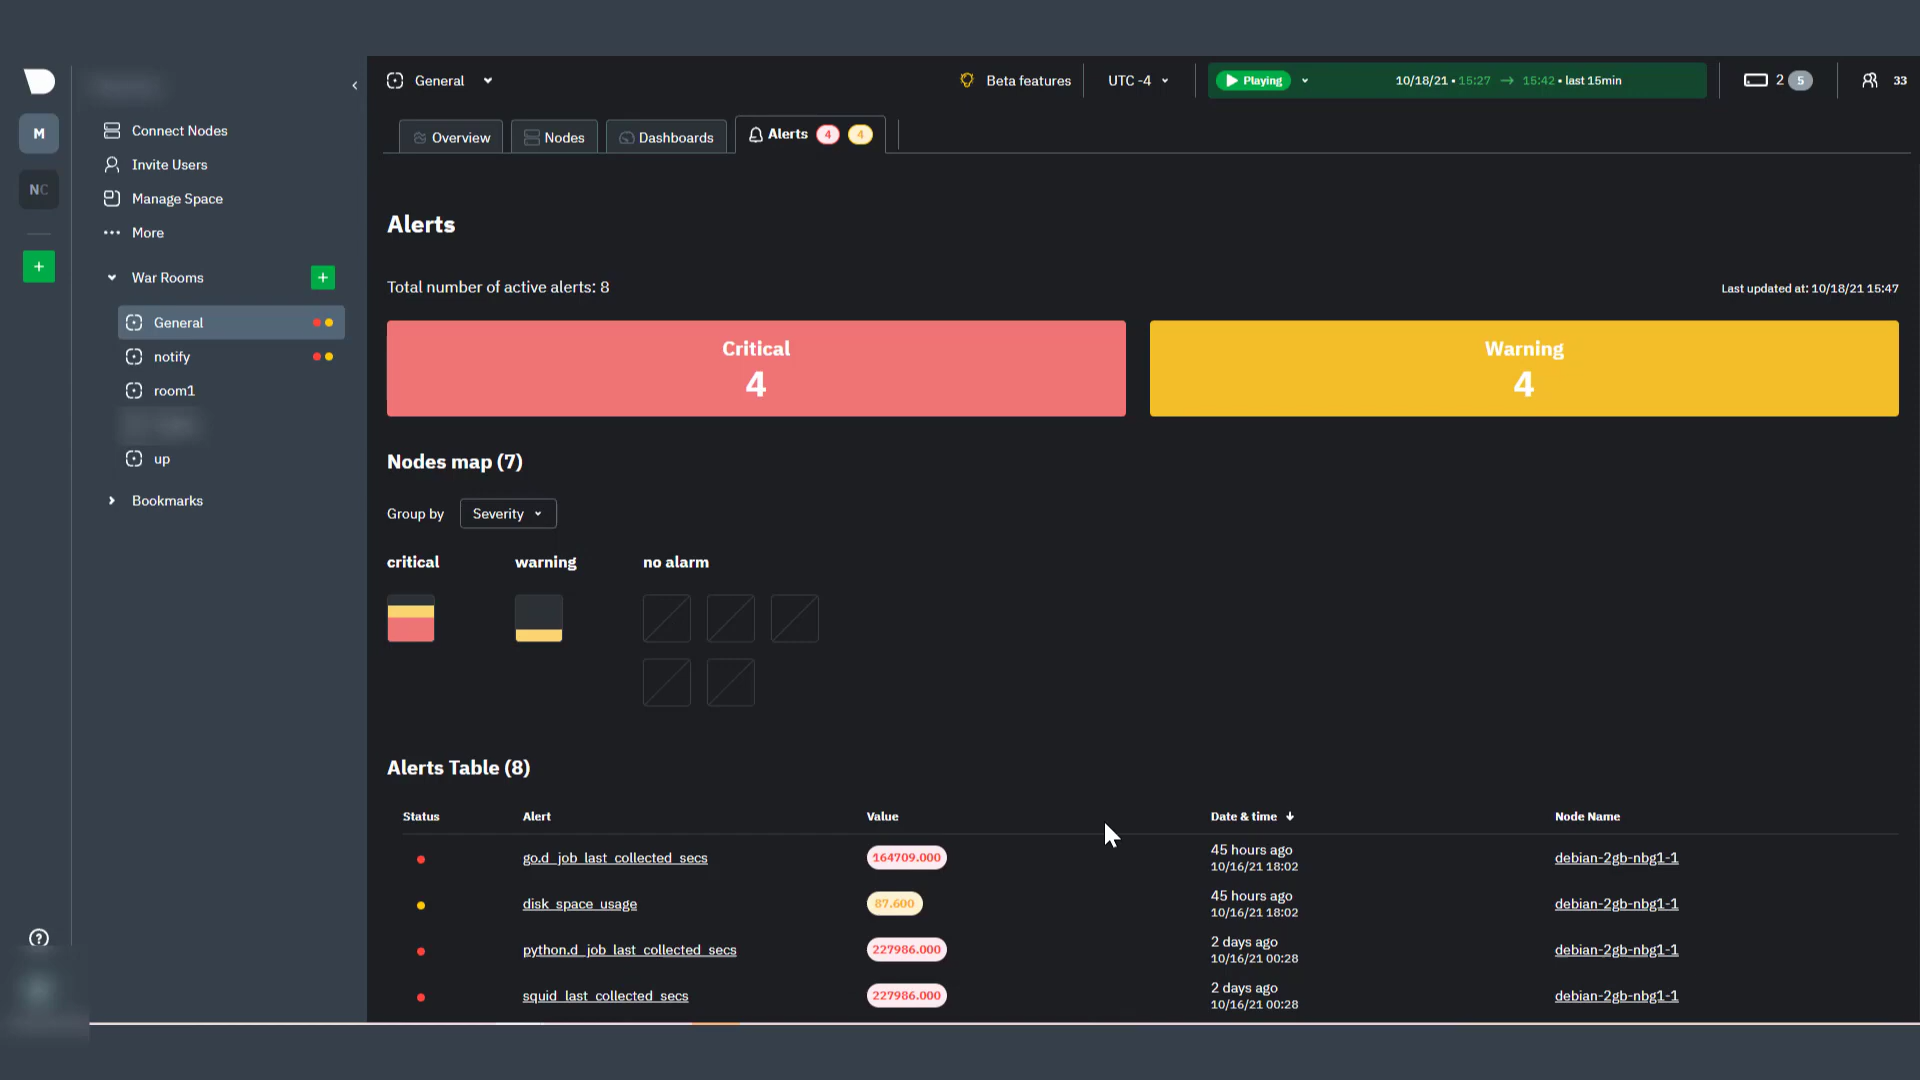 M
NC
+
Connect Nodes
Invite Users
Manage Space
More
War Rooms
+
General
notify
room1
up
Bookmarks
General
Beta features
UTC -4
Playing
10/18/21 • 15:27 → 15:42 • last 15min
2 5
33
Overview
Nodes
Dashboards
Alerts 4 4
Alerts
Total number of active alerts: 8
Last updated at: 10/18/21 15:47
Critical
4
Warning
4
Nodes map (7)
Group by Severity
critical warning no alarm
Alerts Table (8)
Status Alert Value Date & time ↓ Node Name
go.d_job_last_collected_secs 164709.000 45 hours ago debian-2gb-nbg1-1
10/16/21 18:02
disk_space_usage 87.600 45 hours ago debian-2gb-nbg1-1
10/16/21 18:02
python.d_job_last_collected_secs 227986.000 2 days ago debian-2gb-nbg1-1
10/16/21 00:28
squid_last_collected_secs 227986.000 2 days ago debian-2gb-nbg1-1
10/16/21 00:28
?